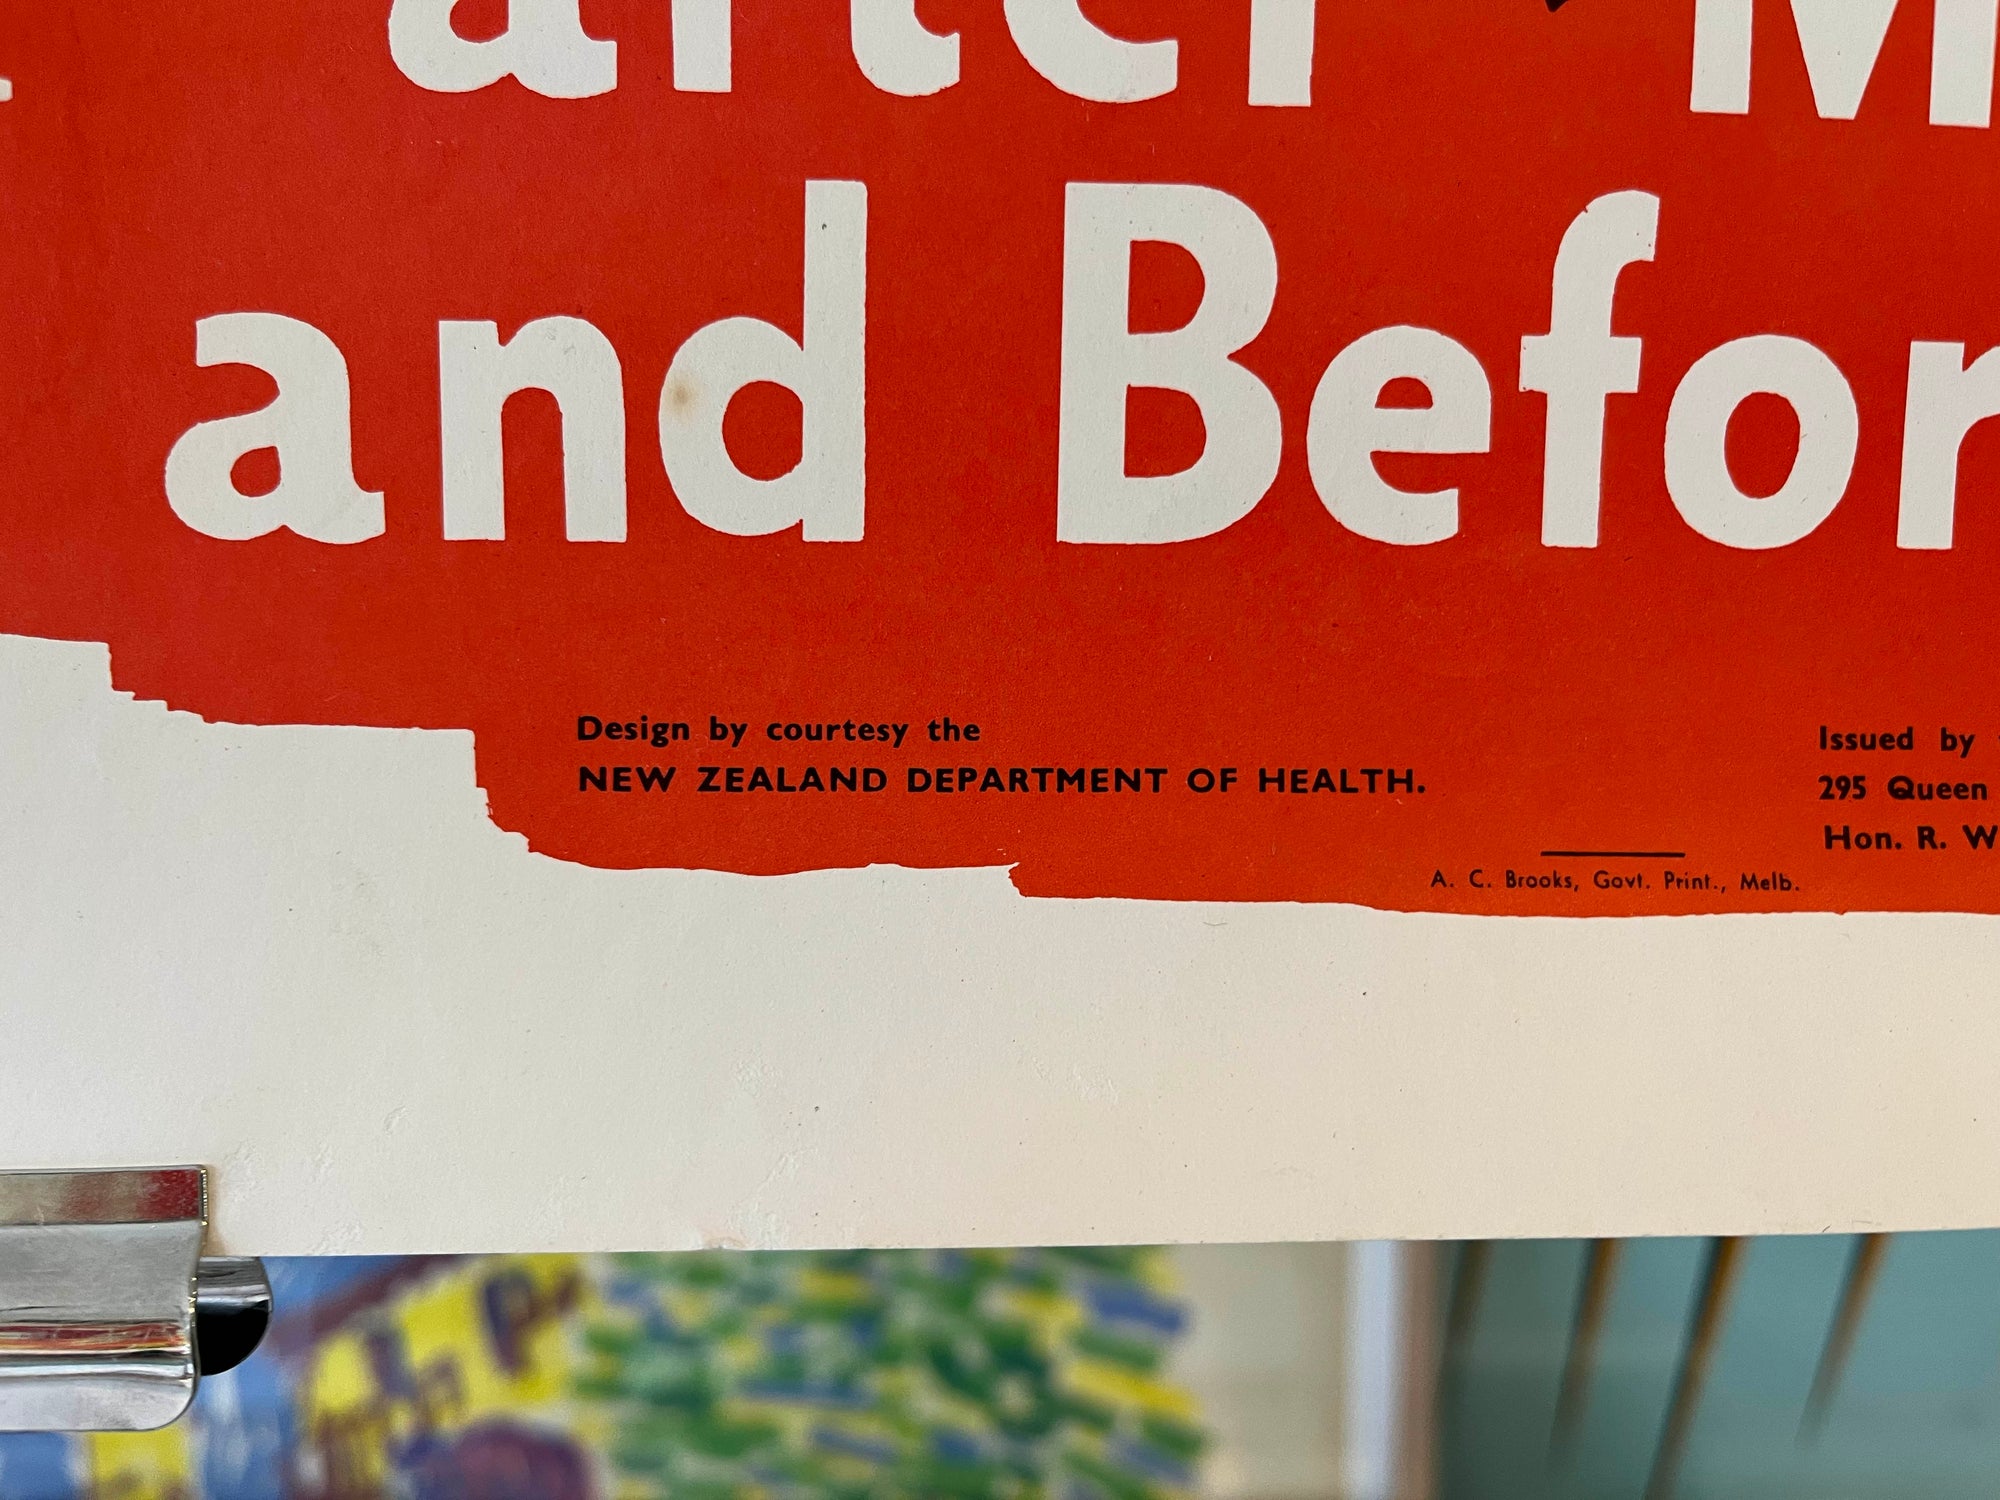 after
and Befor
Design by courtesy the
NEW ZEALAND DEPARTMENT OF HEALTH.
Issued by
295 Queen
Hon. R. W
A. C. Brooks, Govt. Print., Melb.